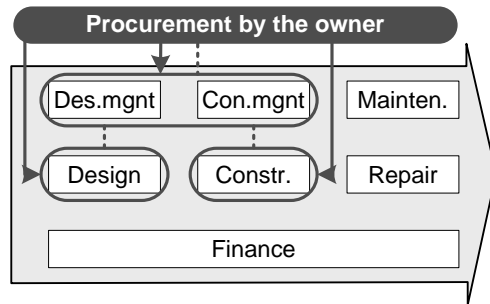 Procurement by the owner
Des.mgnt Con.mgnt Mainten.
Design Constr. Repair
Finance